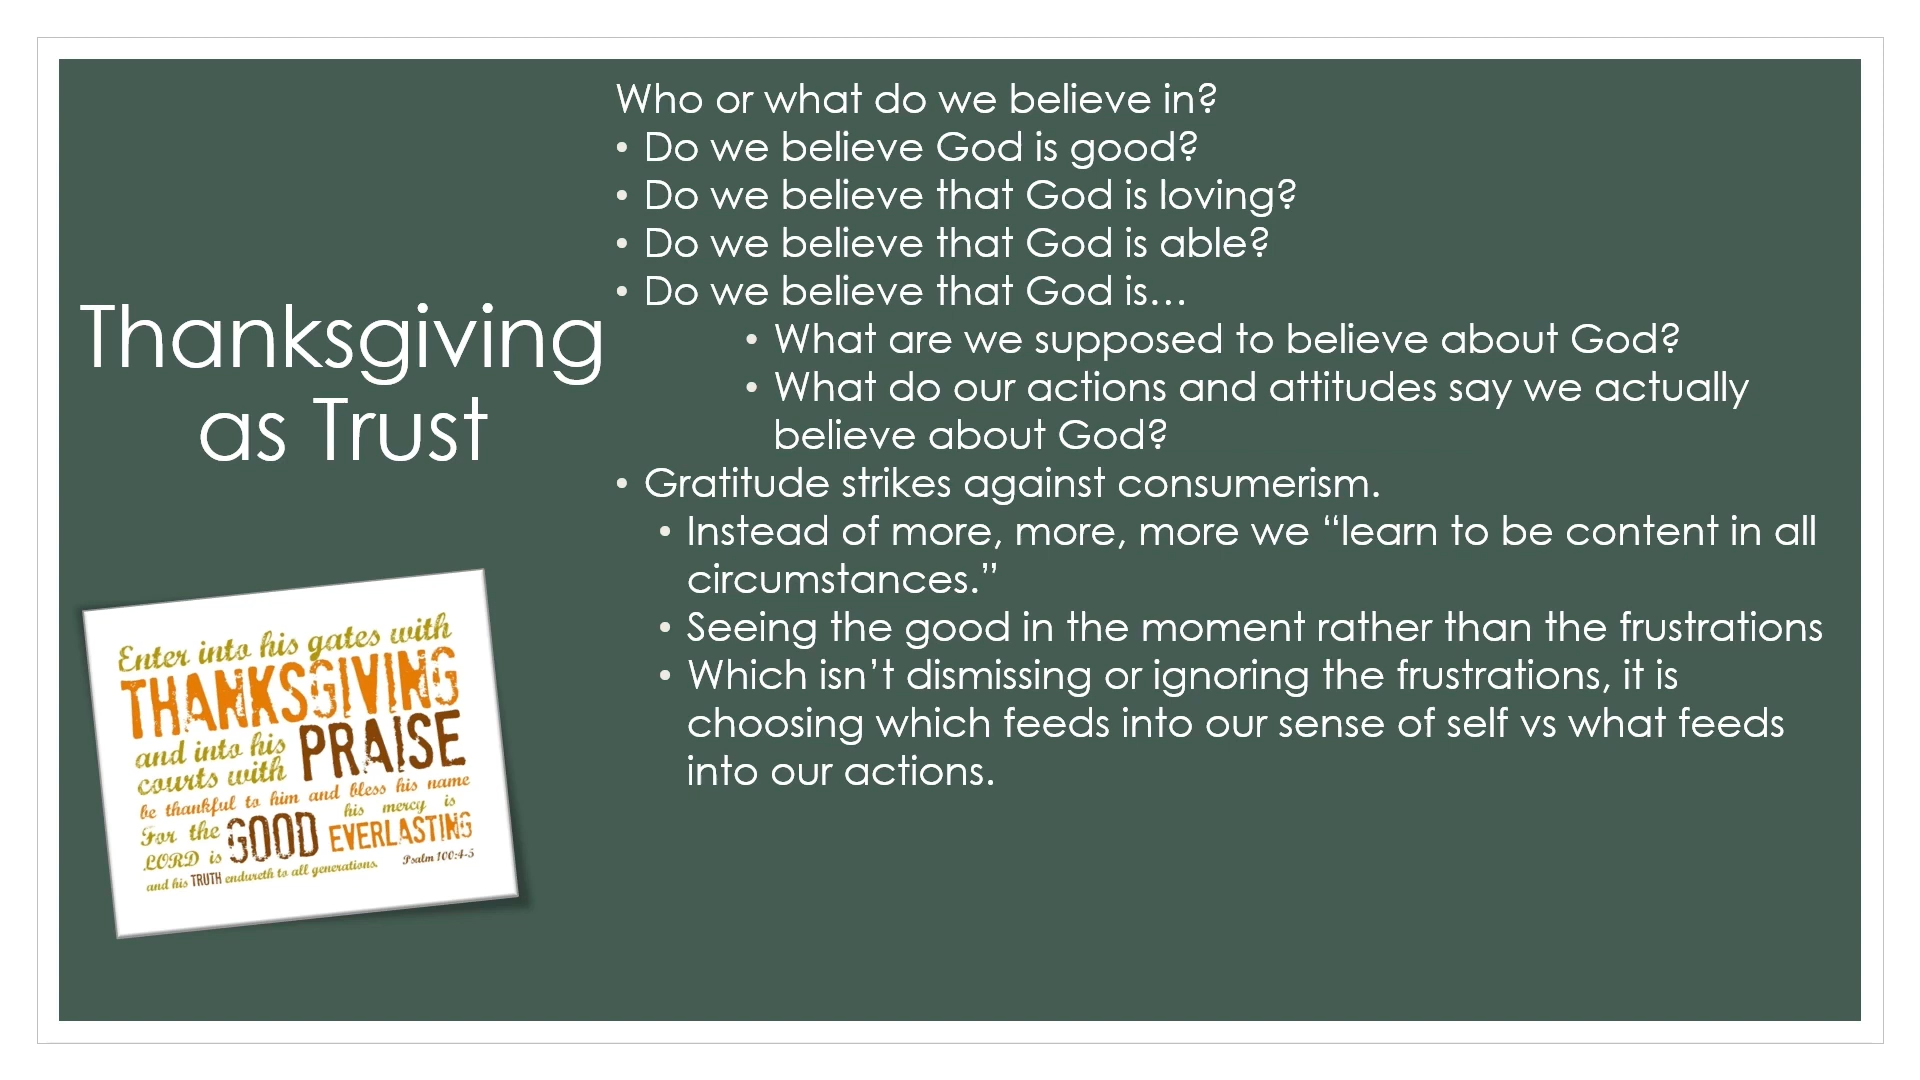 Thanksgiving
as Trust
Who or what do we believe in?
• Do we believe God is good?
• Do we believe that God is loving?
• Do we believe that God is able?
• Do we believe that God is…
• What are we supposed to believe about God?
• What do our actions and attitudes say we actually
believe about God?
• Gratitude strikes against consumerism.
• Instead of more, more, more we “learn to be content in all
circumstances.”
• Seeing the good in the moment rather than the frustrations
• Which isn’t dismissing or ignoring the frustrations, it is
choosing which feeds into our sense of self vs what feeds
into our actions.
Enter into his gates with
THANKSGIVING
and into his
courts with PRAISE
be thankful to him and bless his name
For the GOOD his mercy is
LORD is EVERLASTING
and his TRUTH endureth to all generations. Psalm 100:4-5